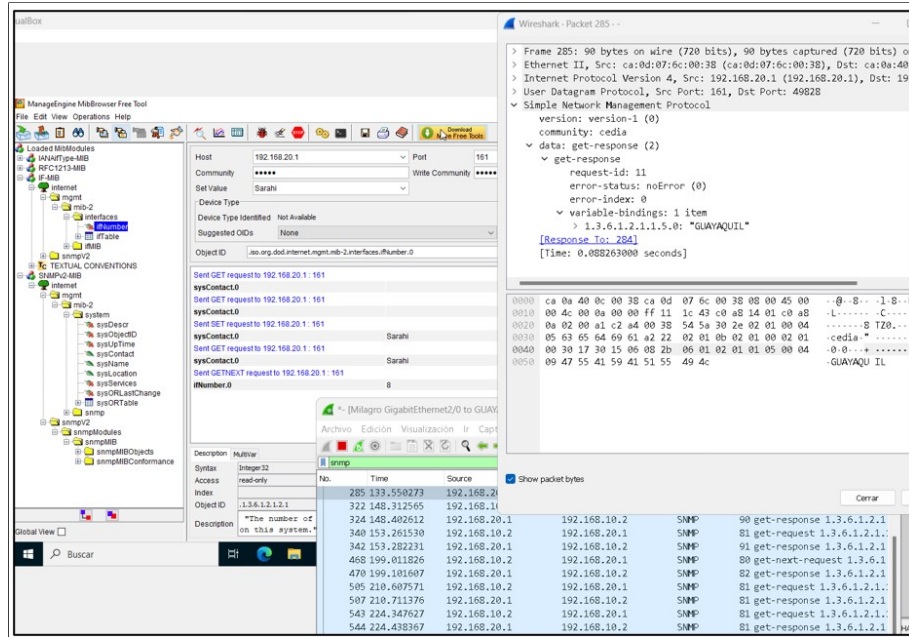 ualBox
ManageEngine MibBrowser Free Tool
File Edit View Operations Help
Loaded MibModules
IANAifType-MIB
RFC1213-MIB
IF-MIB
internet
mgmt
mib-2
interfaces
ifNumber
ifTable
ifMIB
snmpV2
TEXTUAL CONVENTIONS
SNMPv2-MIB
internet
mgmt
mib-2
system
sysDescr
sysObjectID
sysUpTime
sysContact
sysName
sysLocation
sysServices
sysORLastChange
sysORTable
snmp
snmpV2
snmpModules
snmpMIB
snmpMIBObjects
snmpMIBConformance
Global View
Buscar
Download
More Free Tools
Host 192.168.20.1 Port 161
Community ••••• Write Community •••••
Set Value Sarahi
Device Type
Device Type Identified Not Available
Suggested OIDs None
Object ID .iso.org.dod.internet.mgmt.mib-2.interfaces.ifNumber.0
Sent GET request to 192.168.20.1 : 161
sysContact.0
Sent GET request to 192.168.20.1 : 161
sysContact.0
Sent SET request to 192.168.20.1 : 161
sysContact.0 Sarahi
Sent GET request to 192.168.20.1 : 161
sysContact.0 Sarahi
Sent GETNEXT request to 192.168.20.1 : 161
ifNumber.0 8
Description MultiVar
Syntax Integer32
Access read-only
Index
Object ID .1.3.6.1.2.1.2.1
Description "The number of
on this system."
*- [Milagro GigabitEthernet2/0 to GUAY
Archivo Edición Visualización Ir Capt
snmp
No. Time Source
285 133.550273 192.168.20
322 148.312565 192.168.1
324 148.402612 192.168.20.1 192.168.10.2 SNMP 90 get-response 1.3.6.1.2.1
340 153.261530 192.168.10.2 192.168.20.1 SNMP 81 get-request 1.3.6.1.2.1.
342 153.282231 192.168.20.1 192.168.10.2 SNMP 91 get-response 1.3.6.1.2.1
468 199.011826 192.168.10.2 192.168.20.1 SNMP 80 get-next-request 1.3.6.1
470 199.101607 192.168.20.1 192.168.10.2 SNMP 82 get-response 1.3.6.1.2.1
505 210.607571 192.168.10.2 192.168.20.1 SNMP 81 get-request 1.3.6.1.2.1.
507 210.711376 192.168.20.1 192.168.10.2 SNMP 81 get-response 1.3.6.1.2.1
543 224.347627 192.168.10.2 192.168.20.1 SNMP 81 get-request 1.3.6.1.2.1.
544 224.438367 192.168.20.1 192.168.10.2 SNMP 81 get-response 1.3.6.1.2.1
Wireshark · Packet 285 · -
Frame 285: 90 bytes on wire (720 bits), 90 bytes captured (720 bits) o
Ethernet II, Src: ca:0d:07:6c:00:38 (ca:0d:07:6c:00:38), Dst: ca:0a:40
Internet Protocol Version 4, Src: 192.168.20.1 (192.168.20.1), Dst: 19
User Datagram Protocol, Src Port: 161, Dst Port: 49828
Simple Network Management Protocol
version: version-1 (0)
community: cedia
data: get-response (2)
get-response
request-id: 11
error-status: noError (0)
error-index: 0
variable-bindings: 1 item
1.3.6.1.2.1.1.5.0: "GUAYAQUIL"
[Response To: 284]
[Time: 0.088263000 seconds]
0000 ca 0a 40 0c 00 38 ca 0d 07 6c 00 38 08 00 45 00
0010 00 4c 00 0a 00 00 ff 11 1c 43 c0 a8 14 01 c0 a8
0020 0a 02 00 a1 c2 a4 00 38 54 5a 30 2e 02 01 00 04
0030 05 63 65 64 69 61 a2 22 02 01 0b 02 01 00 02 01
0040 00 30 17 30 15 06 08 2b 06 01 02 01 01 05 00 04
0050 09 47 55 41 59 41 51 55 49 4c ·GUAYAQU IL
Show packet bytes
Cerrar